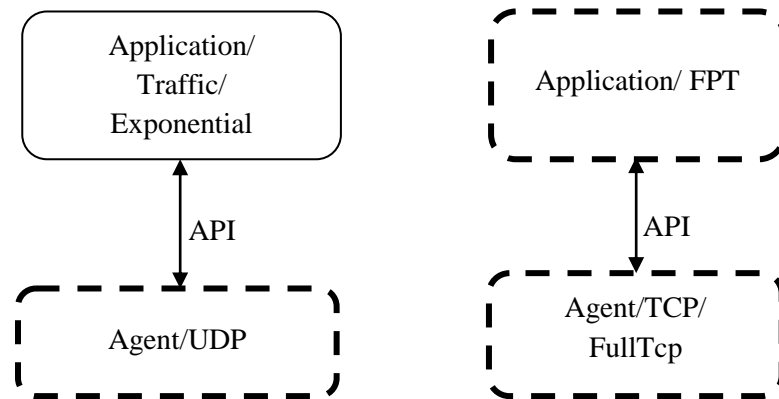 Application/
Traffic/
Exponential
API
Agent/UDP
Application/ FPT
API
Agent/TCP/
FullTcp